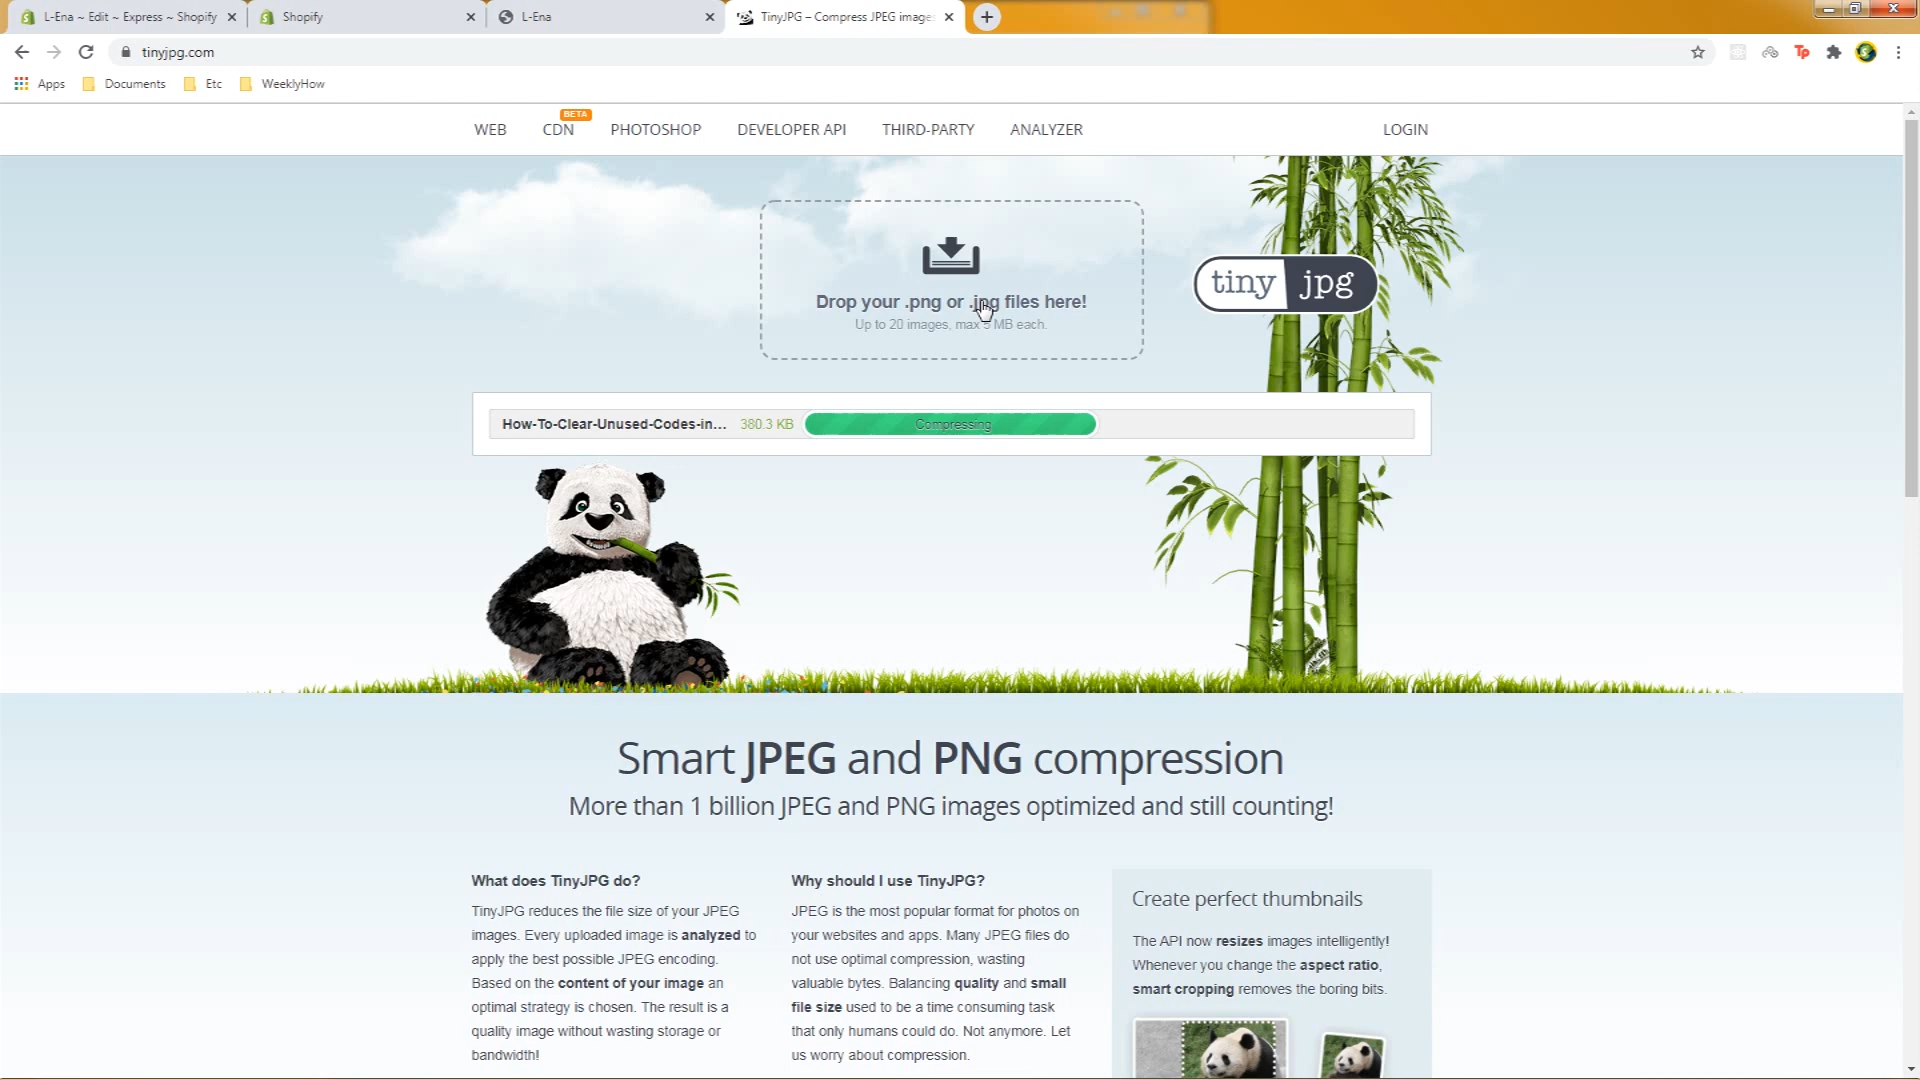 L-Ena ~ Edit ~ Express ~ Shopify
Shopify
L-Ena
TinyJPG – Compress JPEG image
tinyjpg.com
Tp
Apps
Documents
Etc
WeeklyHow
WEB
CDN
BETA
PHOTOSHOP
DEVELOPER API
THIRD-PARTY
ANALYZER
LOGIN
Drop your .png or .jpg files here!
Up to 20 images, max 5 MB each.
tiny jpg
How-To-Clear-Unused-Codes-in... 380.3 KB Compressing
Smart JPEG and PNG compression
More than 1 billion JPEG and PNG images optimized and still counting!
What does TinyJPG do?
TinyJPG reduces the file size of your JPEG
images. Every uploaded image is analyzed to
apply the best possible JPEG encoding.
Based on the content of your image an
optimal strategy is chosen. The result is a
quality image without wasting storage or
bandwidth!
Why should I use TinyJPG?
JPEG is the most popular format for photos on
your websites and apps. Many JPEG files do
not use optimal compression, wasting
valuable bytes. Balancing quality and small
file size used to be a time consuming task
that only humans could do. Not anymore. Let
us worry about compression.
Create perfect thumbnails
The API now resizes images intelligently!
Whenever you change the aspect ratio,
smart cropping removes the boring bits.